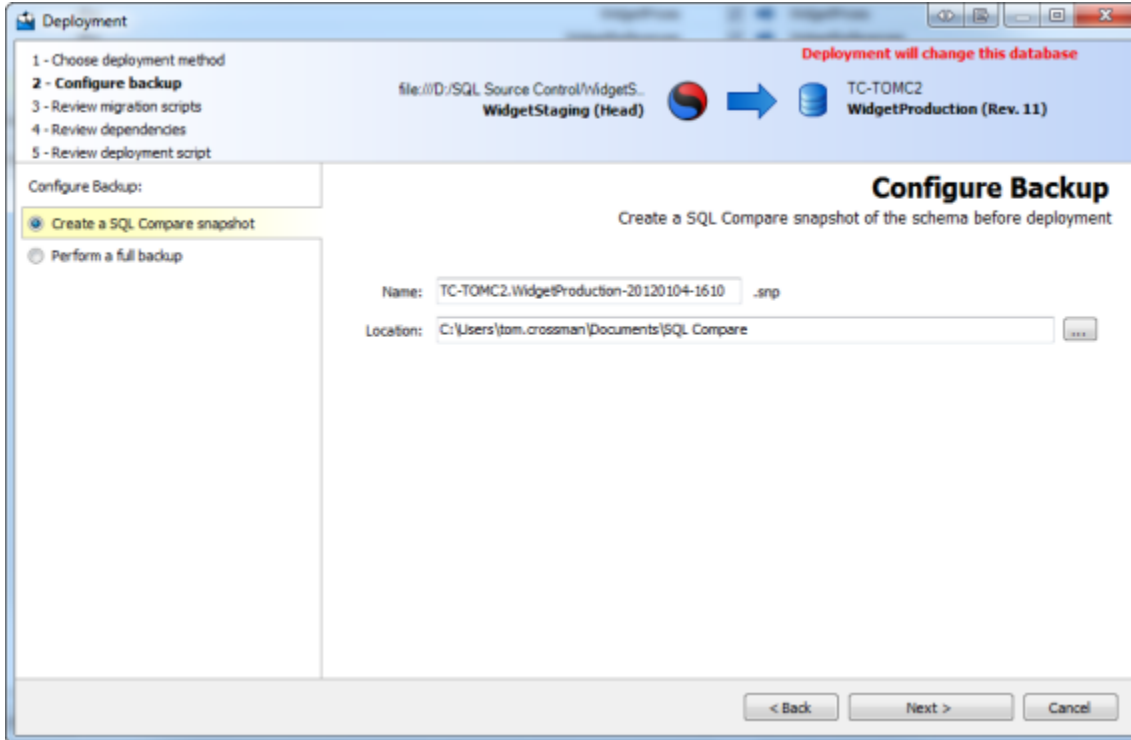 Deployment
1 - Choose deployment method
2 - Configure backup
3 - Review migration scripts
4 - Review dependencies
5 - Review deployment script
Deployment will change this database
file:///D:/SQL Source Control/WidgetS...
WidgetStaging (Head)
TC-TOMC2
WidgetProduction (Rev. 11)
Configure Backup:
Create a SQL Compare snapshot
Perform a full backup
Configure Backup
Create a SQL Compare snapshot of the schema before deployment
Name: TC-TOMC2.WidgetProduction-20120104-1610 .snp
Location: C:\Users\tom.crossman\Documents\SQL Compare ...
< Back Next > Cancel